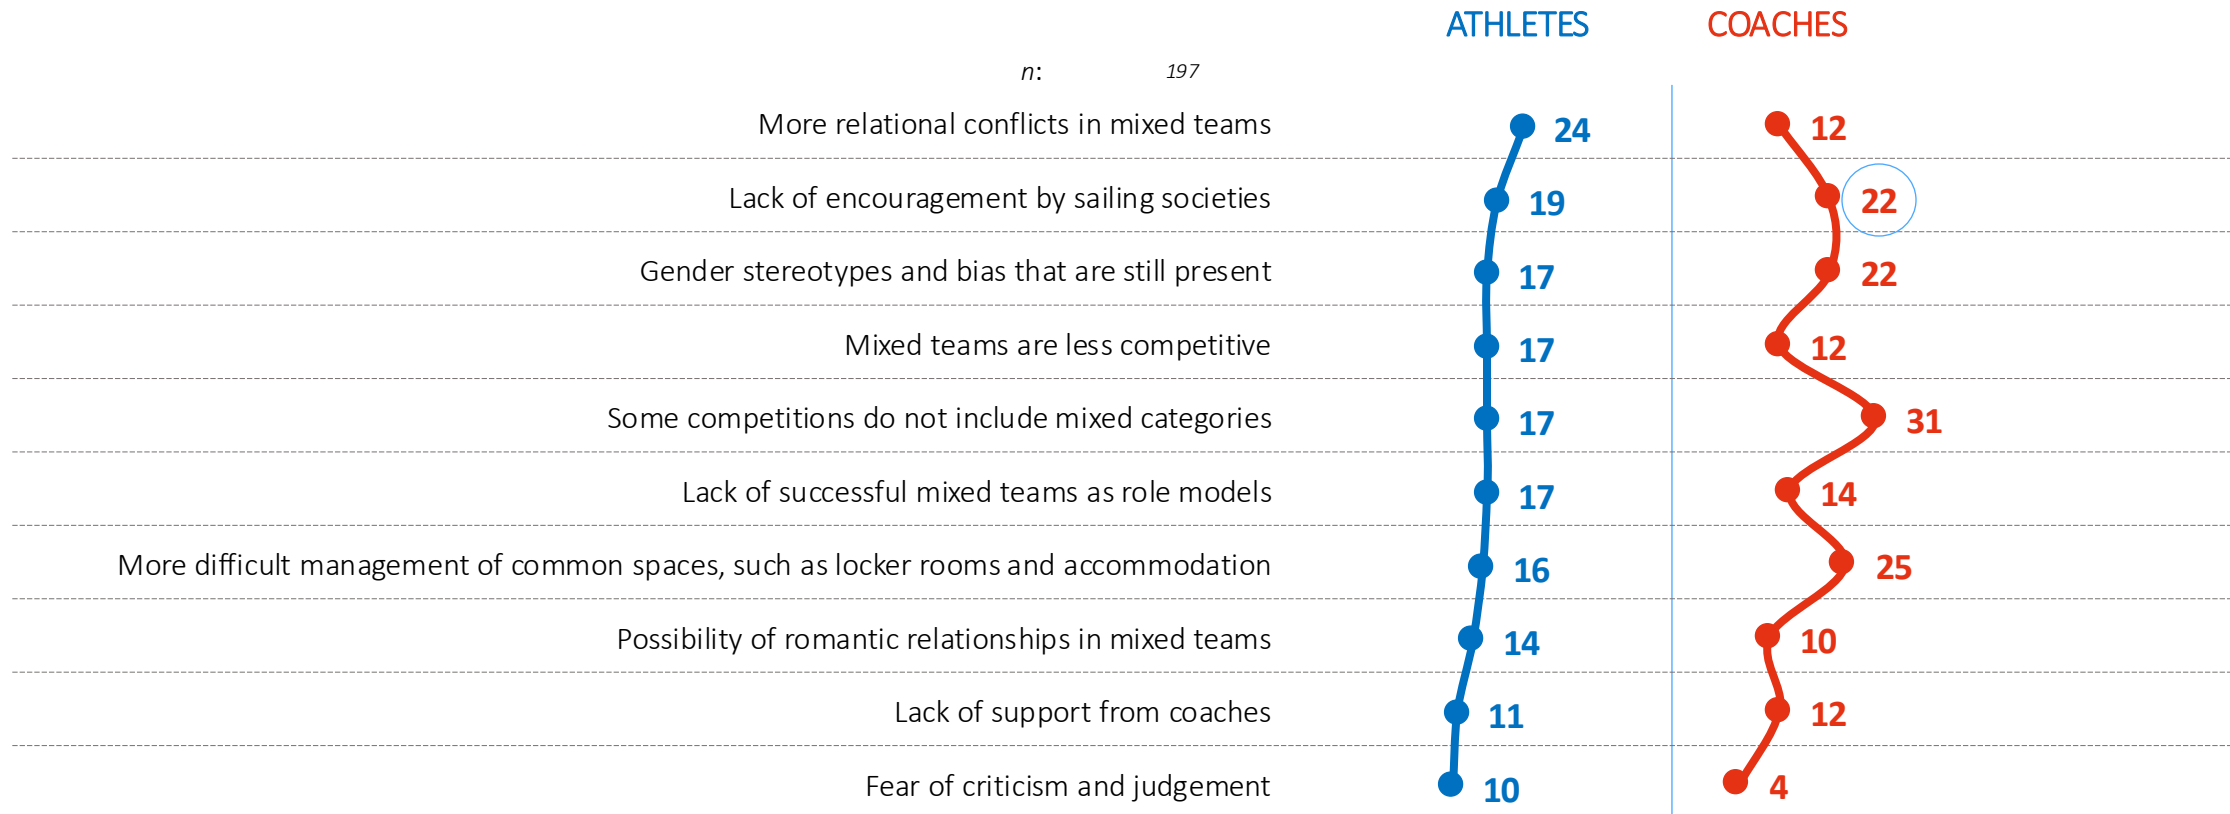 ATHLETES COACHES
n: 197
More relational conflicts in mixed teams 24 12
Lack of encouragement by sailing societies 19 22
Gender stereotypes and bias that are still present 17 22
Mixed teams are less competitive 17 12
Some competitions do not include mixed categories 17 31
Lack of successful mixed teams as role models 17 14
More difficult management of common spaces, such as locker rooms and accommodation 16 25
Possibility of romantic relationships in mixed teams 14 10
Lack of support from coaches 11 12
Fear of criticism and judgement 10 4